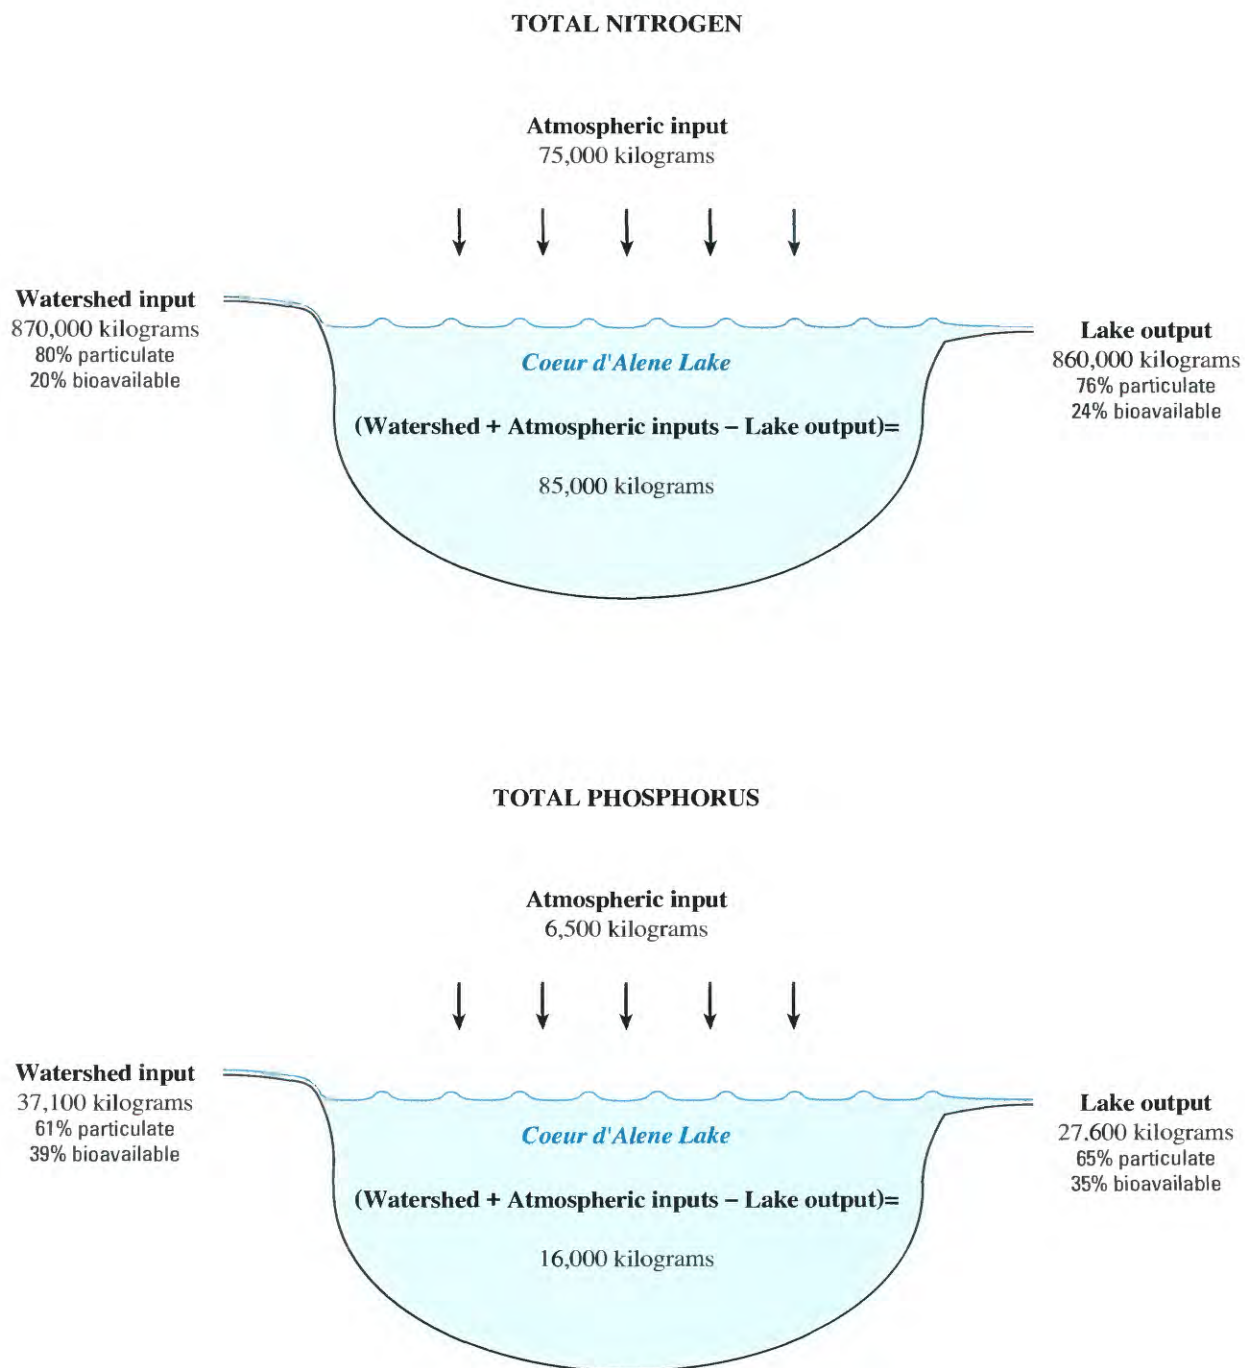 TOTAL NITROGEN
Atmospheric input
75,000 kilograms
Watershed input
870,000 kilograms
80% particulate
20% bioavailable
Coeur d'Alene Lake
(Watershed + Atmospheric inputs – Lake output)=
85,000 kilograms
Lake output
860,000 kilograms
76% particulate
24% bioavailable
TOTAL PHOSPHORUS
Atmospheric input
6,500 kilograms
Watershed input
37,100 kilograms
61% particulate
39% bioavailable
Coeur d'Alene Lake
(Watershed + Atmospheric inputs – Lake output)=
16,000 kilograms
Lake output
27.600 kilograms
65% particulate
35% bioavailable